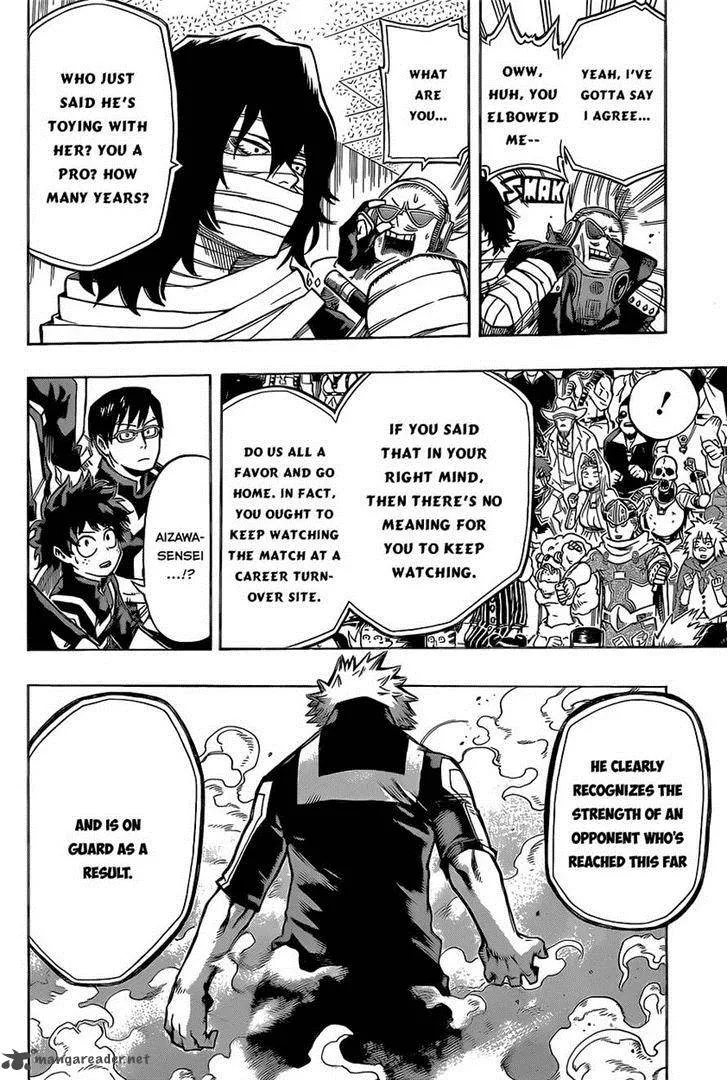 YEAH, I'VE
GOTTA SAY
I AGREE...
OWW,
HUH, YOU
ELBOWED
ME--
SMAK
WHAT
ARE
YOU...
WHO JUST
SAID HE'S
TOYING WITH
HER? YOU A
PRO? HOW
MANY YEARS?
!
IF YOU SAID
THAT IN YOUR
RIGHT MIND,
THEN THERE'S NO
MEANING FOR
YOU TO KEEP
WATCHING.
DO US ALL A
FAVOR AND GO
HOME. IN FACT,
YOU OUGHT TO
KEEP WATCHING
THE MATCH AT A
CAREER TURN-
OVER SITE.
AIZAWA-
SENSEI
...!?
HE CLEARLY
RECOGNIZES THE
STRENGTH OF AN
OPPONENT WHO'S
REACHED THIS FAR
AND IS ON
GUARD AS A
RESULT.
mangareader.net